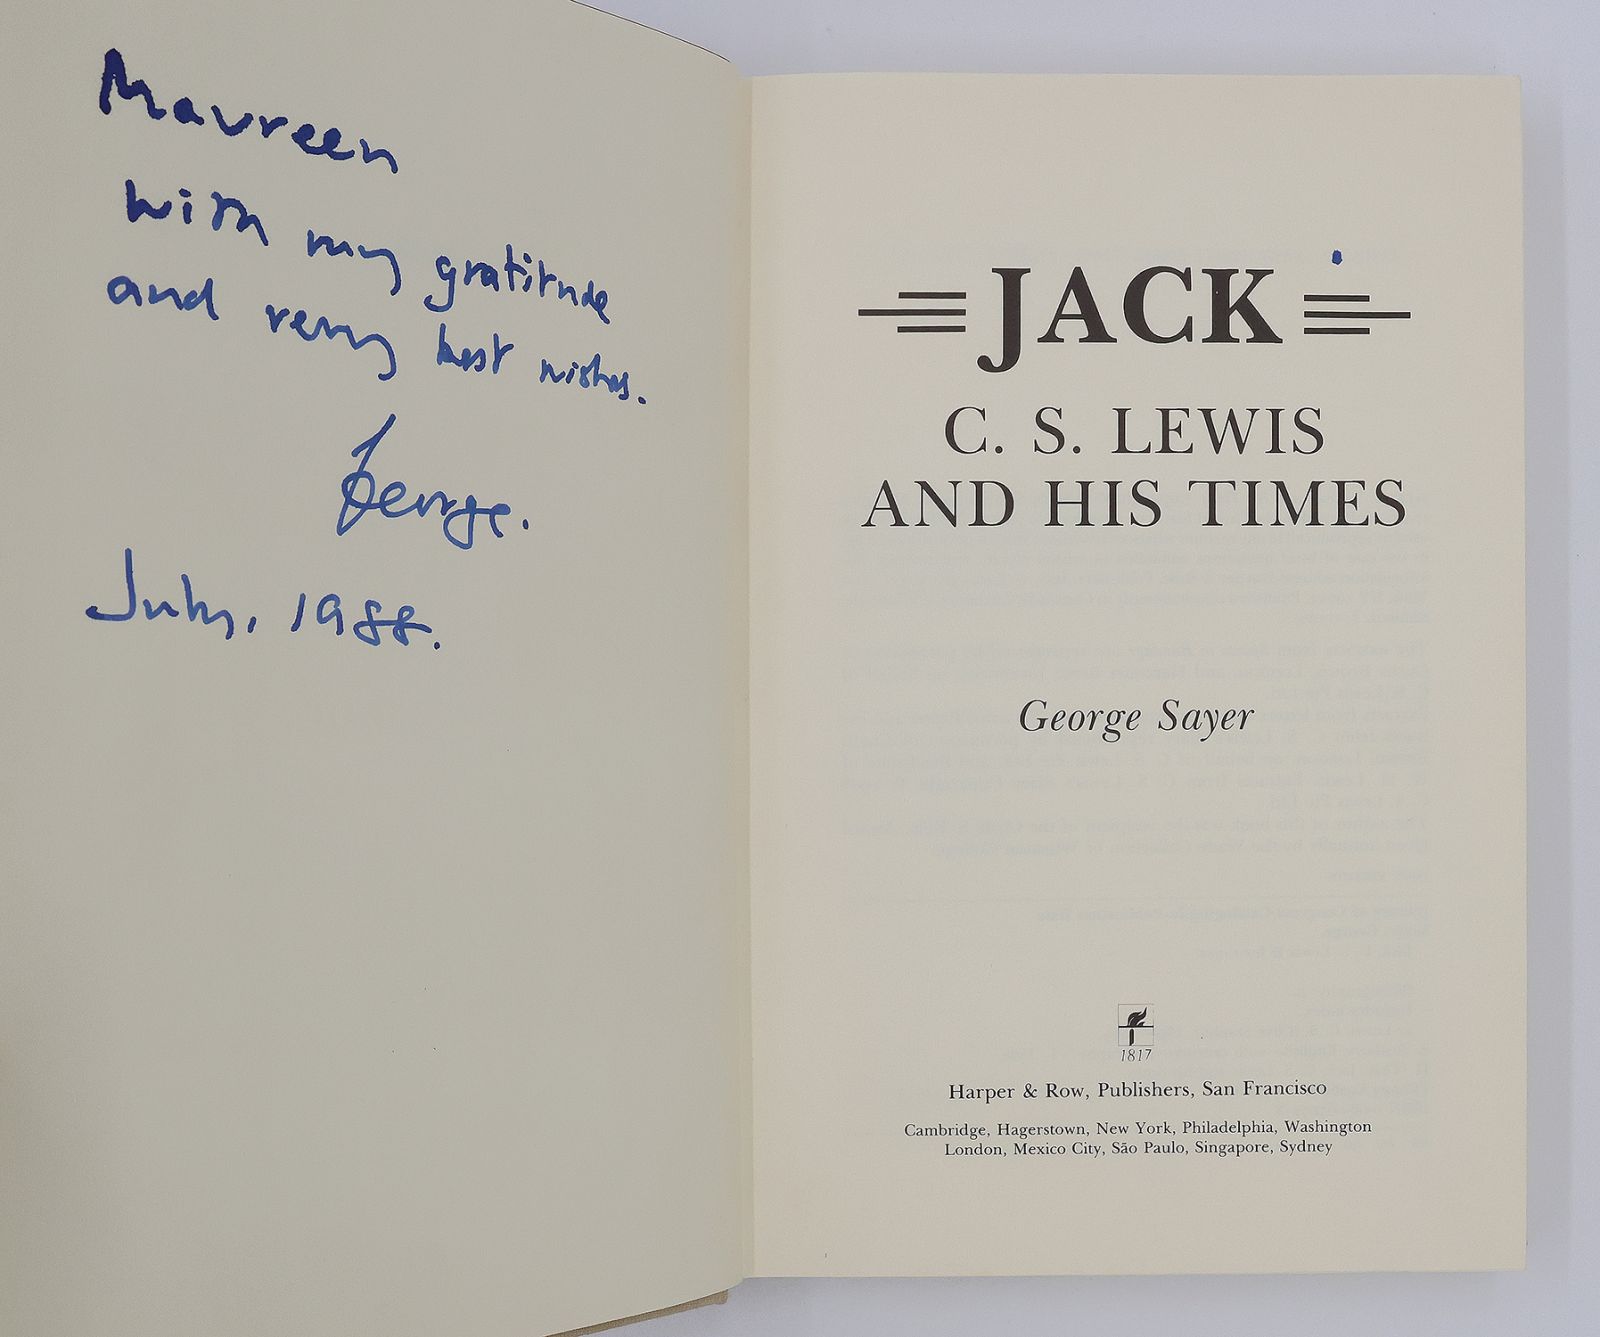 Maureen
with my gratitude
and very best wishes.
George.
July, 1988.
JACK
C. S. LEWIS
AND HIS TIMES
George Sayer
1817
Harper & Row, Publishers, San Francisco
Cambridge, Hagerstown, New York, Philadelphia, Washington
London, Mexico City, São Paulo, Singapore, Sydney